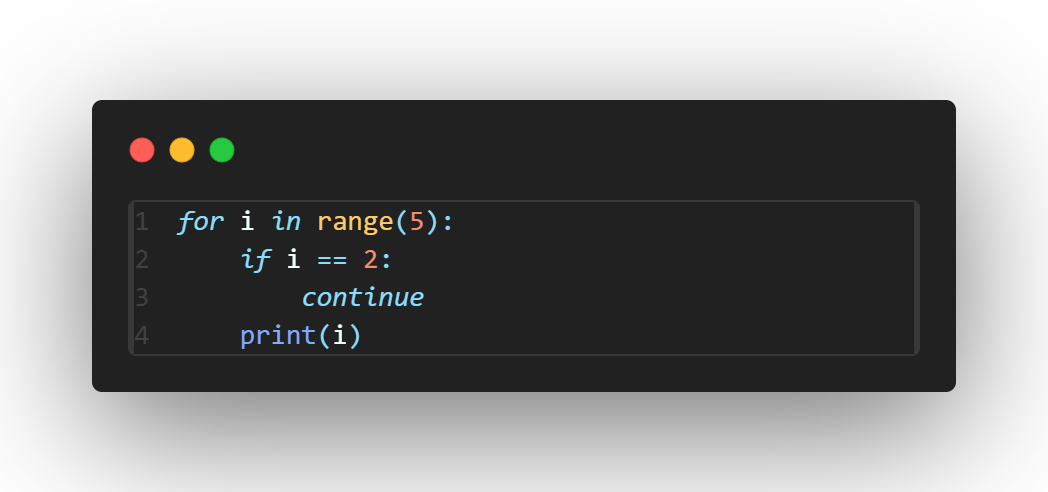 1 for i in range(5):
2     if i == 2:
3         continue
4     print(i)